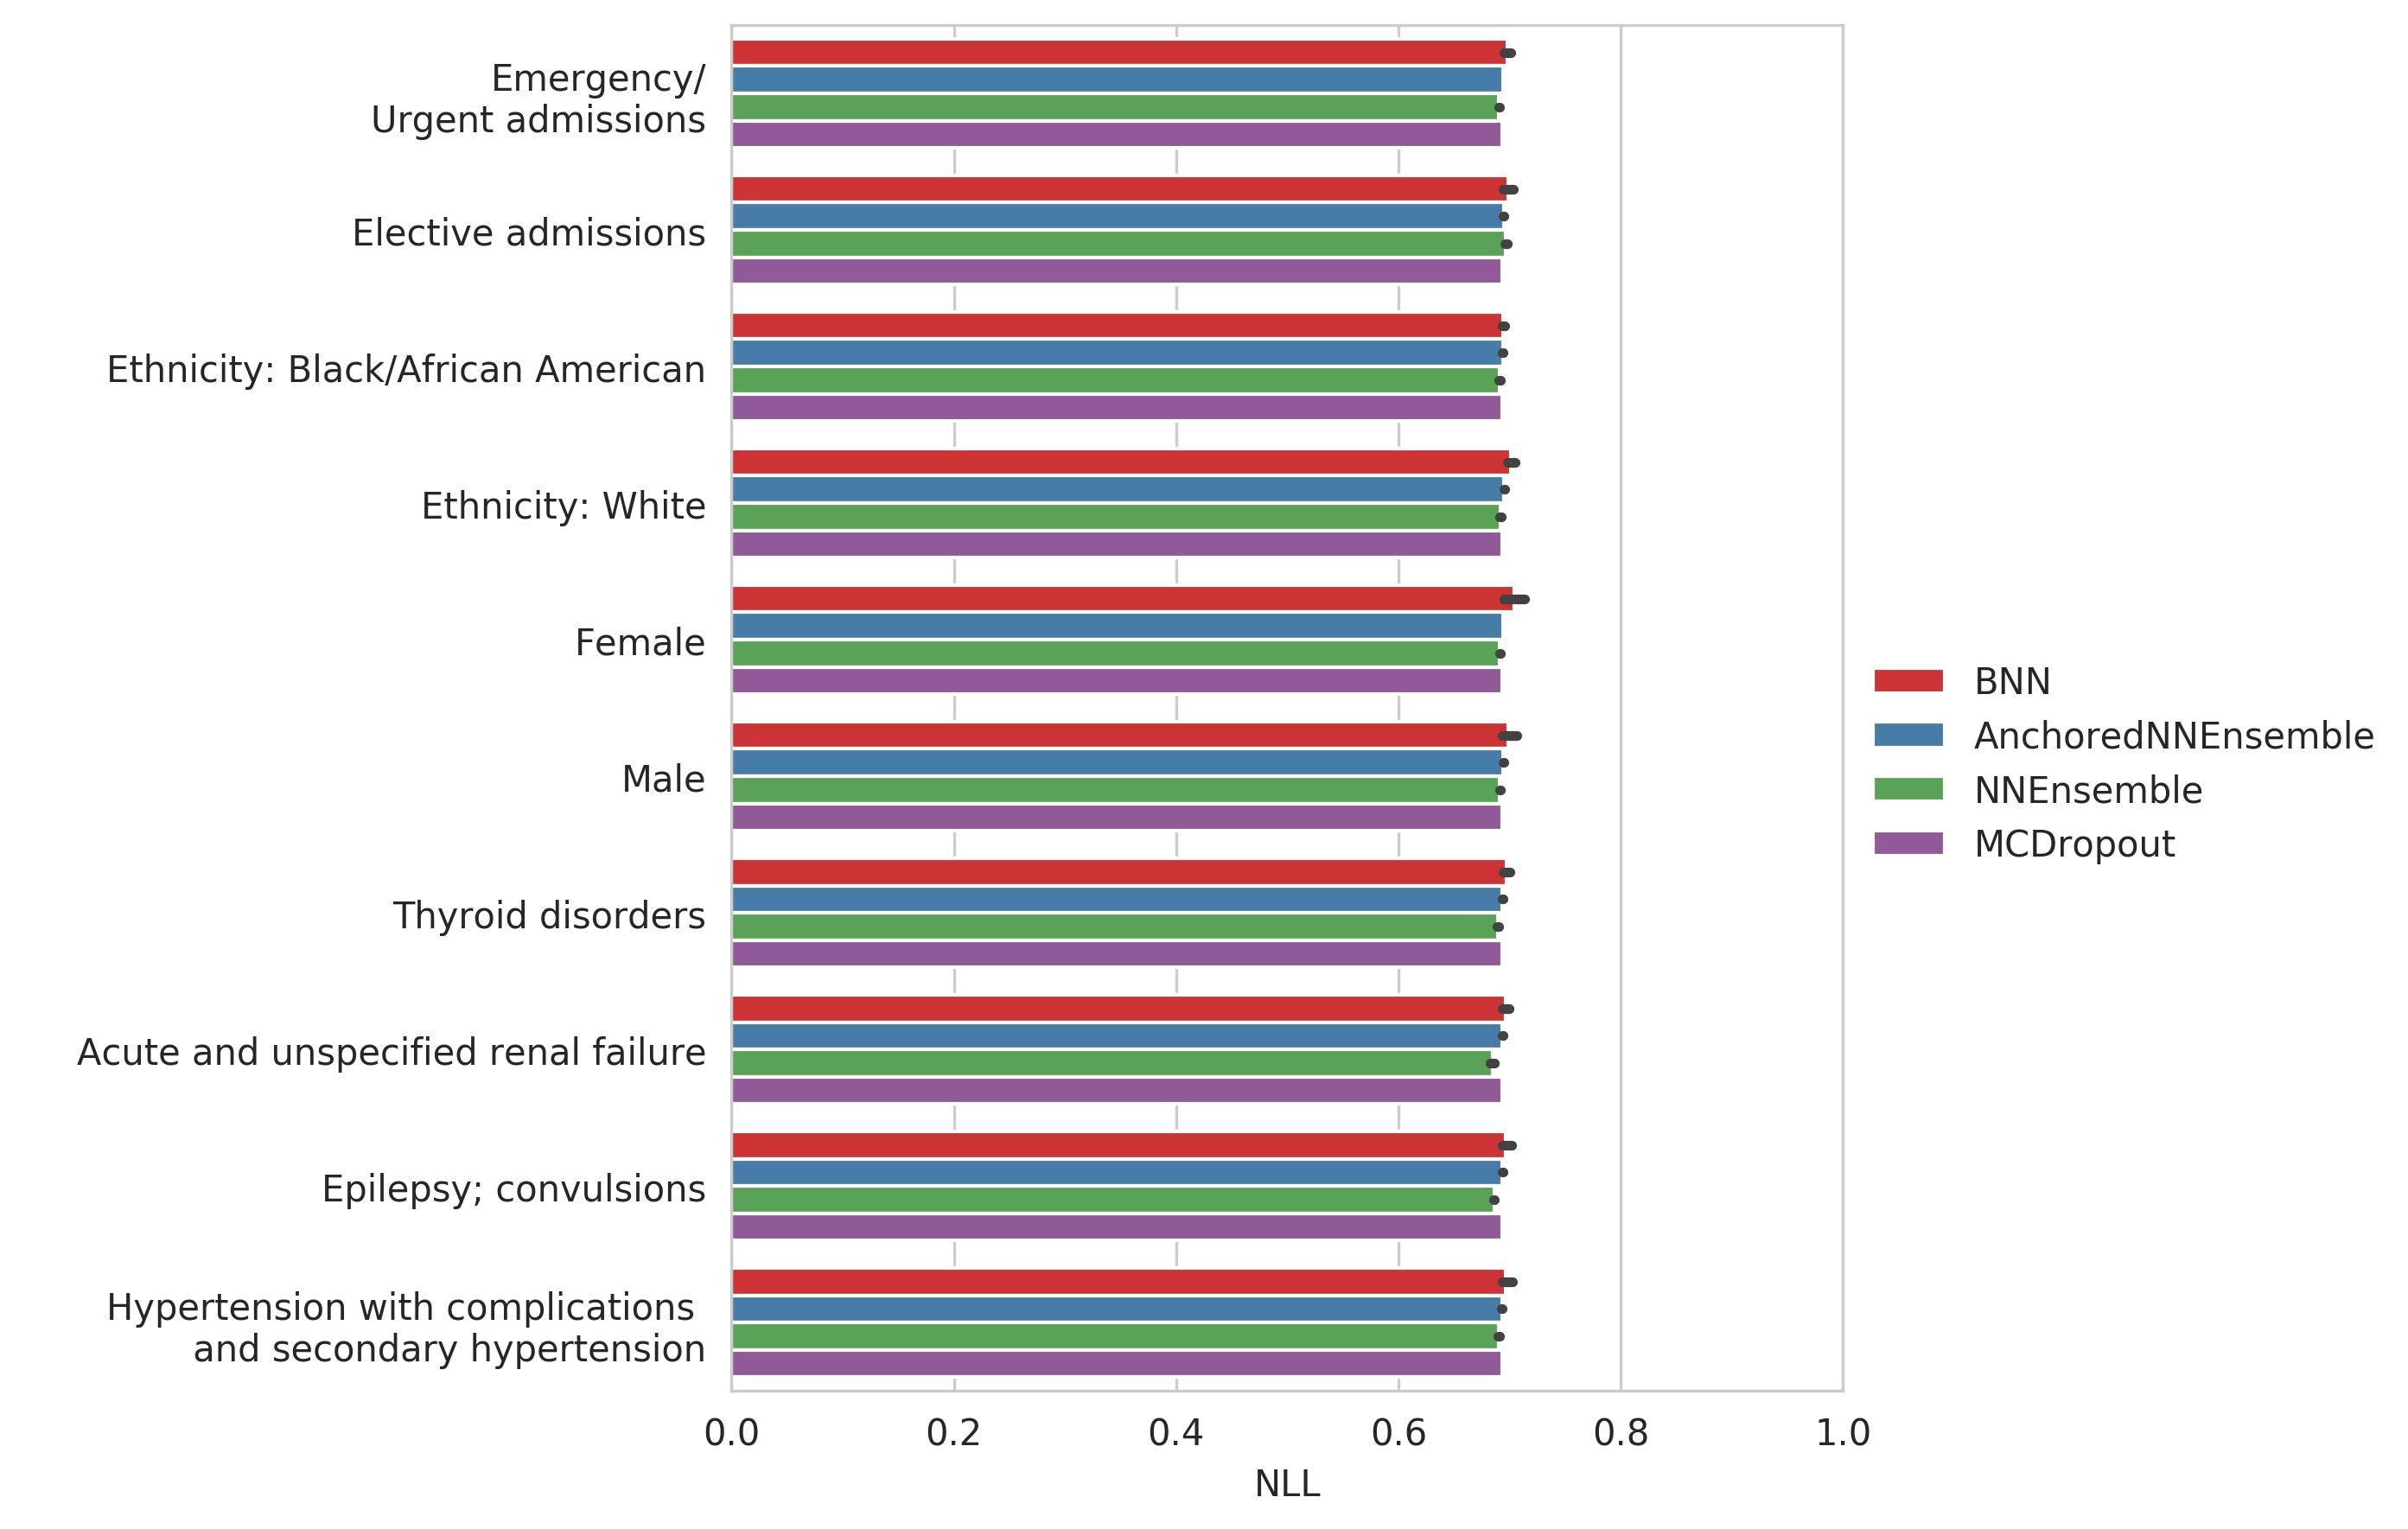 Emergency/
Urgent admissions
Elective admissions
Ethnicity: Black/African American
Ethnicity: White
Female
Male
Thyroid disorders
Acute and unspecified renal failure
Epilepsy; convulsions
Hypertension with complications
and secondary hypertension
0.0 0.2 0.4 0.6 0.8 1.0
NLL
BNN
AnchoredNNEnsemble
NNEnsemble
MCDropout